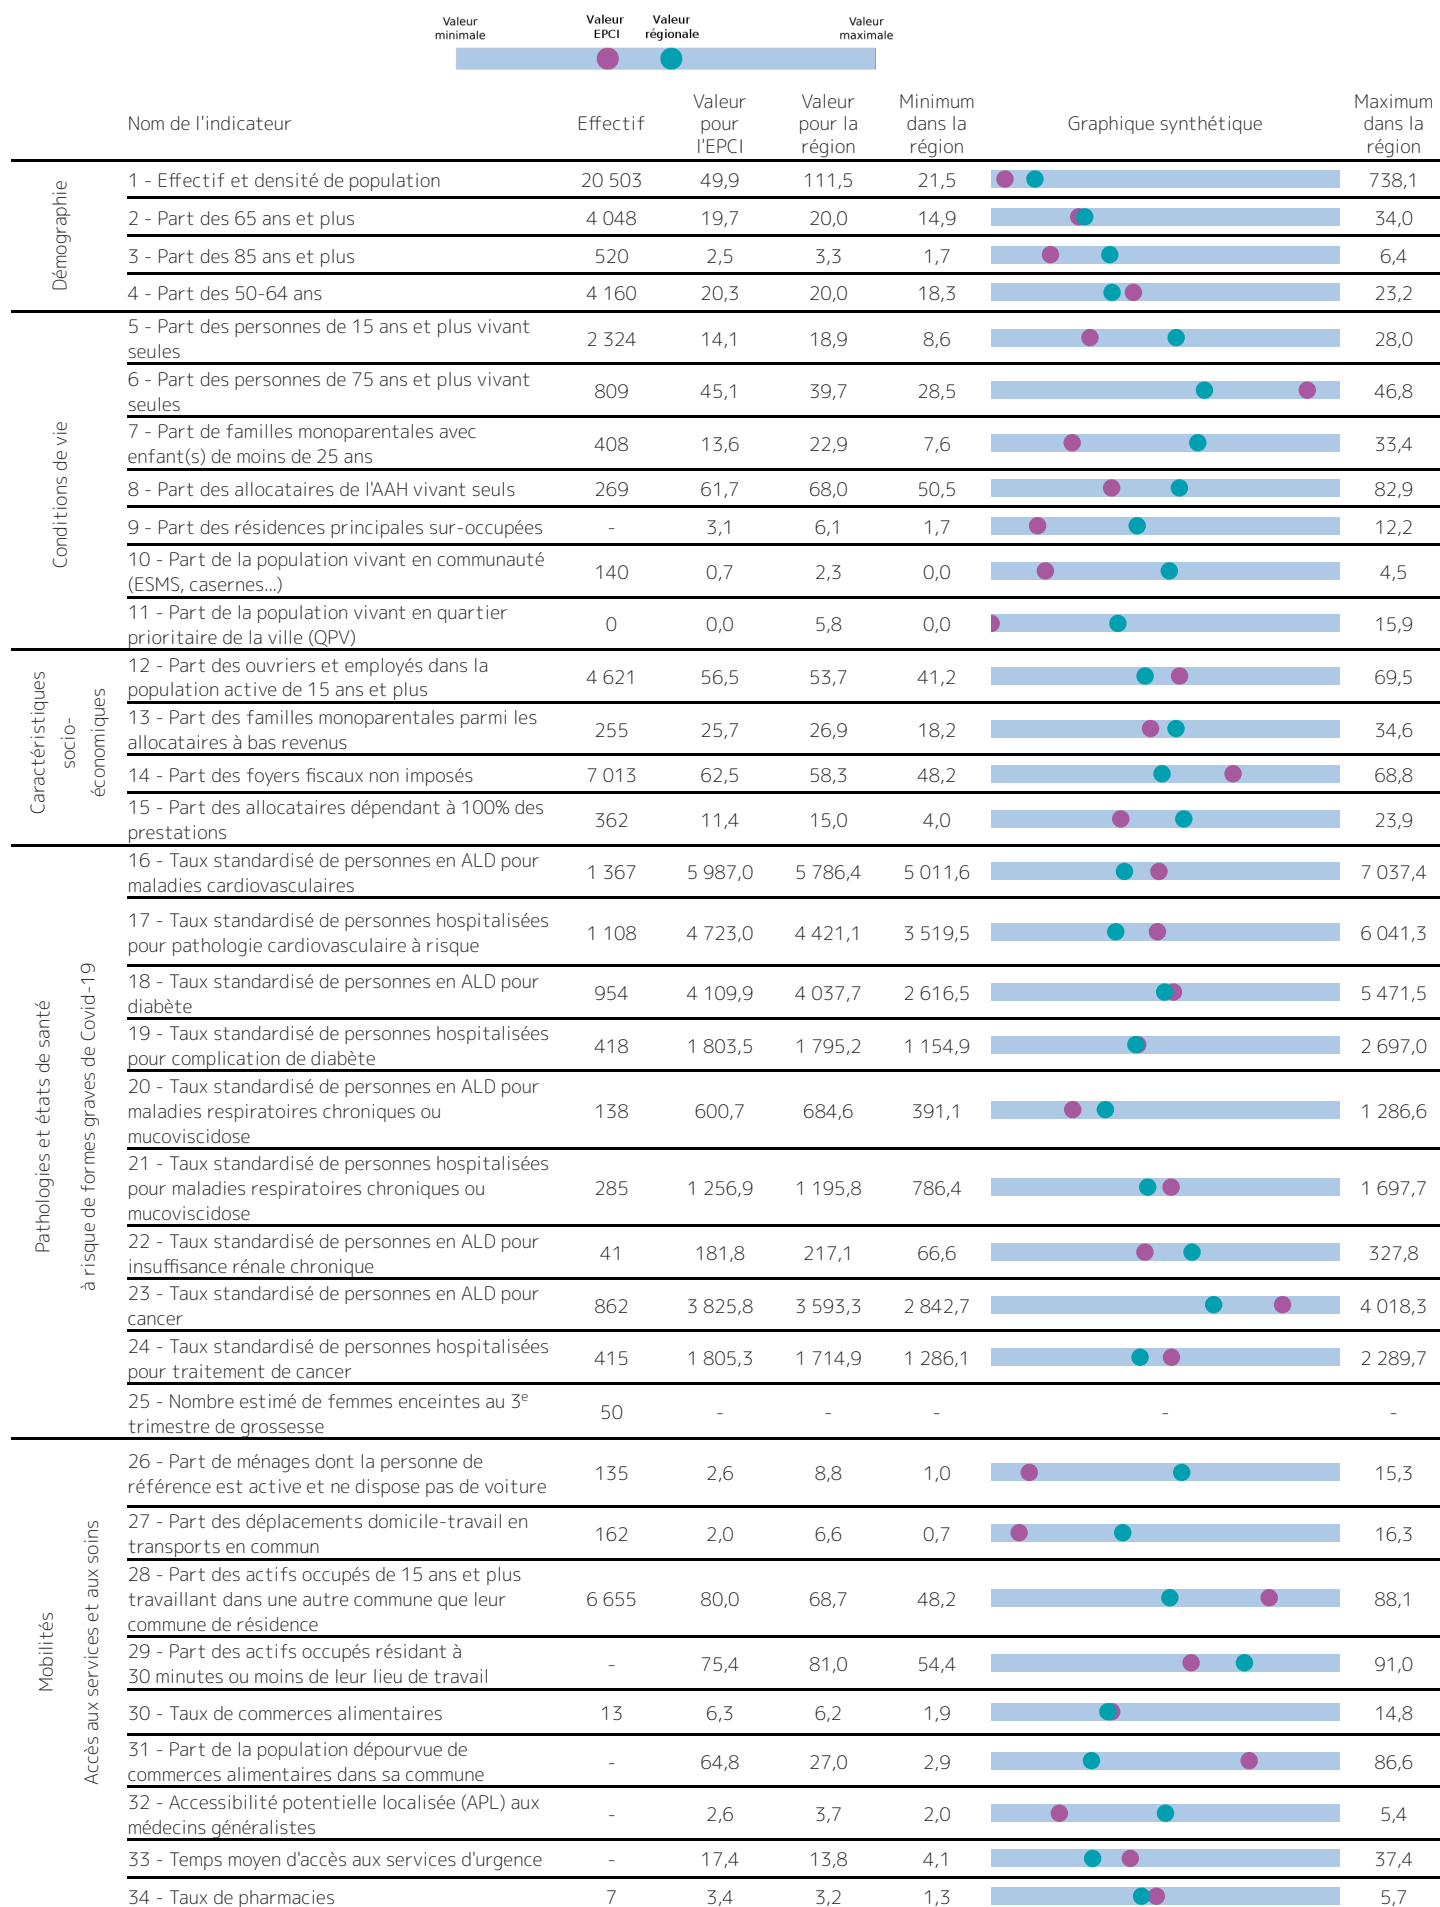 Valeur minimale
Valeur EPCI
Valeur régionale
Valeur maximale
Nom de l'indicateur
Effectif
Valeur pour l'EPCI
Valeur pour la région
Minimum dans la région
Graphique synthétique
Maximum dans la région
Démographie
1 - Effectif et densité de population 20 503 49,9 111,5 21,5 738,1
2 - Part des 65 ans et plus 4 048 19,7 20,0 14,9 34,0
3 - Part des 85 ans et plus 520 2,5 3,3 1,7 6,4
4 - Part des 50-64 ans 4 160 20,3 20,0 18,3 23,2
Conditions de vie
5 - Part des personnes de 15 ans et plus vivant
seules 2 324 14,1 18,9 8,6 28,0
6 - Part des personnes de 75 ans et plus vivant
seules 809 45,1 39,7 28,5 46,8
7 - Part de familles monoparentales avec
enfant(s) de moins de 25 ans 408 13,6 22,9 7,6 33,4
8 - Part des allocataires de l'AAH vivant seuls 269 61,7 68,0 50,5 82,9
9 - Part des résidences principales sur-occupées - 3,1 6,1 1,7 12,2
10 - Part de la population vivant en communauté
(ESMS, casernes...) 140 0,7 2,3 0,0 4,5
11 - Part de la population vivant en quartier
prioritaire de la ville (QPV) 0 0,0 5,8 0,0 15,9
Caractéristiques
socio-
économiques
12 - Part des ouvriers et employés dans la
population active de 15 ans et plus 4 621 56,5 53,7 41,2 69,5
13 - Part des familles monoparentales parmi les
allocataires à bas revenus 255 25,7 26,9 18,2 34,6
14 - Part des foyers fiscaux non imposés 7 013 62,5 58,3 48,2 68,8
15 - Part des allocataires dépendant à 100% des
prestations 362 11,4 15,0 4,0 23,9
Pathologies et états de santé
à risque de formes graves de Covid-19
16 - Taux standardisé de personnes en ALD pour
maladies cardiovasculaires 1 367 5 987,0 5 786,4 5 011,6 7 037,4
17 - Taux standardisé de personnes hospitalisées
pour pathologie cardiovasculaire à risque 1 108 4 723,0 4 421,1 3 519,5 6 041,3
18 - Taux standardisé de personnes en ALD pour
diabète 954 4 109,9 4 037,7 2 616,5 5 471,5
19 - Taux standardisé de personnes hospitalisées
pour complication de diabète 418 1 803,5 1 795,2 1 154,9 2 697,0
20 - Taux standardisé de personnes en ALD pour
maladies respiratoires chroniques ou 138 600,7 684,6 391,1 1 286,6
mucoviscidose
21 - Taux standardisé de personnes hospitalisées
pour maladies respiratoires chroniques ou 285 1 256,9 1 195,8 786,4 1 697,7
mucoviscidose
22 - Taux standardisé de personnes en ALD pour
insuffisance rénale chronique 41 181,8 217,1 66,6 327,8
23 - Taux standardisé de personnes en ALD pour
cancer 862 3 825,8 3 593,3 2 842,7 4 018,3
24 - Taux standardisé de personnes hospitalisées
pour traitement de cancer 415 1 805,3 1 714,9 1 286,1 2 289,7
25 - Nombre estimé de femmes enceintes au 3e
trimestre de grossesse 50 - - - - -
Mobilités
Accès aux services et aux soins
26 - Part de ménages dont la personne de
référence est active et ne dispose pas de voiture 135 2,6 8,8 1,0 15,3
27 - Part des déplacements domicile-travail en
transports en commun 162 2,0 6,6 0,7 16,3
28 - Part des actifs occupés de 15 ans et plus
travaillant dans une autre commune que leur 6 655 80,0 68,7 48,2 88,1
commune de résidence
29 - Part des actifs occupés résidant à
30 minutes ou moins de leur lieu de travail - 75,4 81,0 54,4 91,0
30 - Taux de commerces alimentaires 13 6,3 6,2 1,9 14,8
31 - Part de la population dépourvue de
commerces alimentaires dans sa commune - 64,8 27,0 2,9 86,6
32 - Accessibilité potentielle localisée (APL) aux
médecins généralistes - 2,6 3,7 2,0 5,4
33 - Temps moyen d'accès aux services d'urgence - 17,4 13,8 4,1 37,4
34 - Taux de pharmacies 7 3,4 3,2 1,3 5,7